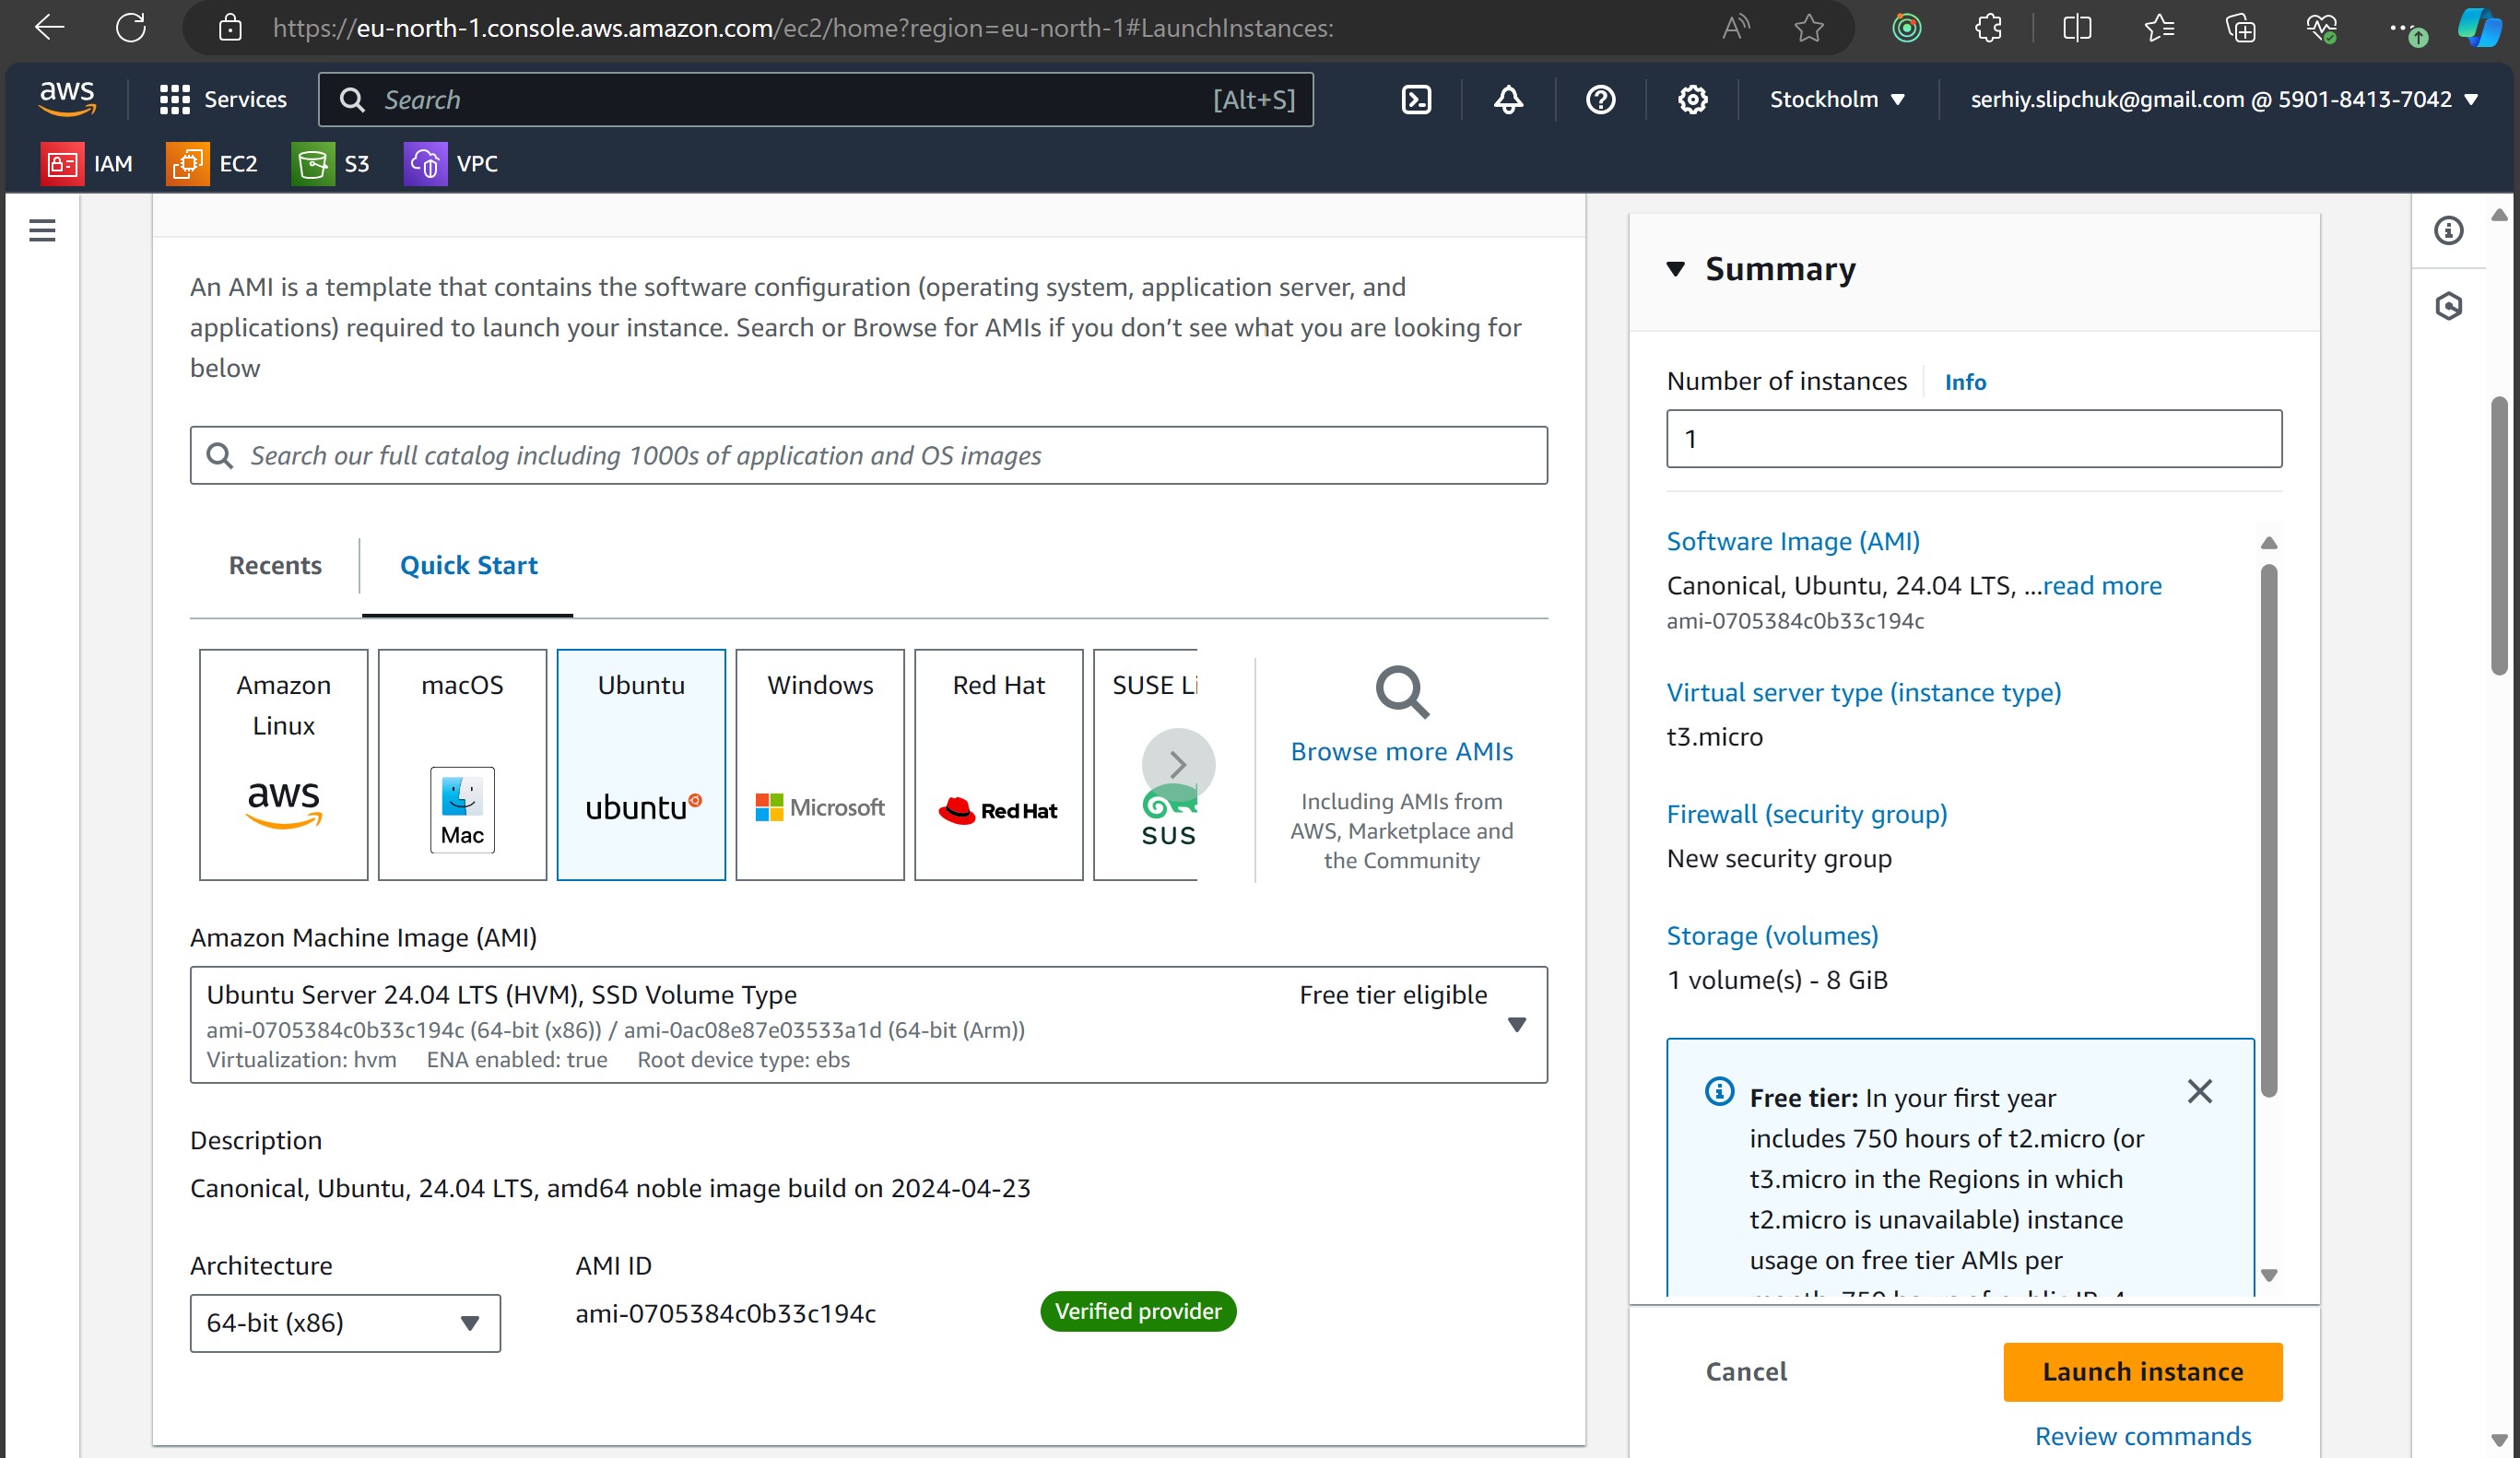 https://eu-north-1.console.aws.amazon.com/ec2/home?region=eu-north-1#LaunchInstances:
aws
Services
Search
[Alt+S]
Stockholm
serhiy.slipchuk@gmail.com @ 5901-8413-7042
IAM
EC2
S3
VPC
An AMI is a template that contains the software configuration (operating system, application server, and
applications) required to launch your instance. Search or Browse for AMIs if you don’t see what you are looking for
below
Search our full catalog including 1000s of application and OS images
Recents
Quick Start
Amazon
Linux
aws
macOS
Mac
Ubuntu
ubuntu
Windows
Microsoft
Red Hat
Red Hat
SUSE Li
SUS
Browse more AMIs
Including AMIs from
AWS, Marketplace and
the Community
Amazon Machine Image (AMI)
Ubuntu Server 24.04 LTS (HVM), SSD Volume Type
Free tier eligible
ami-0705384c0b33c194c (64-bit (x86)) / ami-0ac08e87e03533a1d (64-bit (Arm))
Virtualization: hvm ENA enabled: true Root device type: ebs
Description
Canonical, Ubuntu, 24.04 LTS, amd64 noble image build on 2024-04-23
Architecture
64-bit (x86)
AMI ID
ami-0705384c0b33c194c
Verified provider
Summary
Number of instances
Info
1
Software Image (AMI)
Canonical, Ubuntu, 24.04 LTS, ...read more
ami-0705384c0b33c194c
Virtual server type (instance type)
t3.micro
Firewall (security group)
New security group
Storage (volumes)
1 volume(s) - 8 GiB
Free tier: In your first year
includes 750 hours of t2.micro (or
t3.micro in the Regions in which
t2.micro is unavailable) instance
usage on free tier AMIs per
Cancel
Launch instance
Review commands